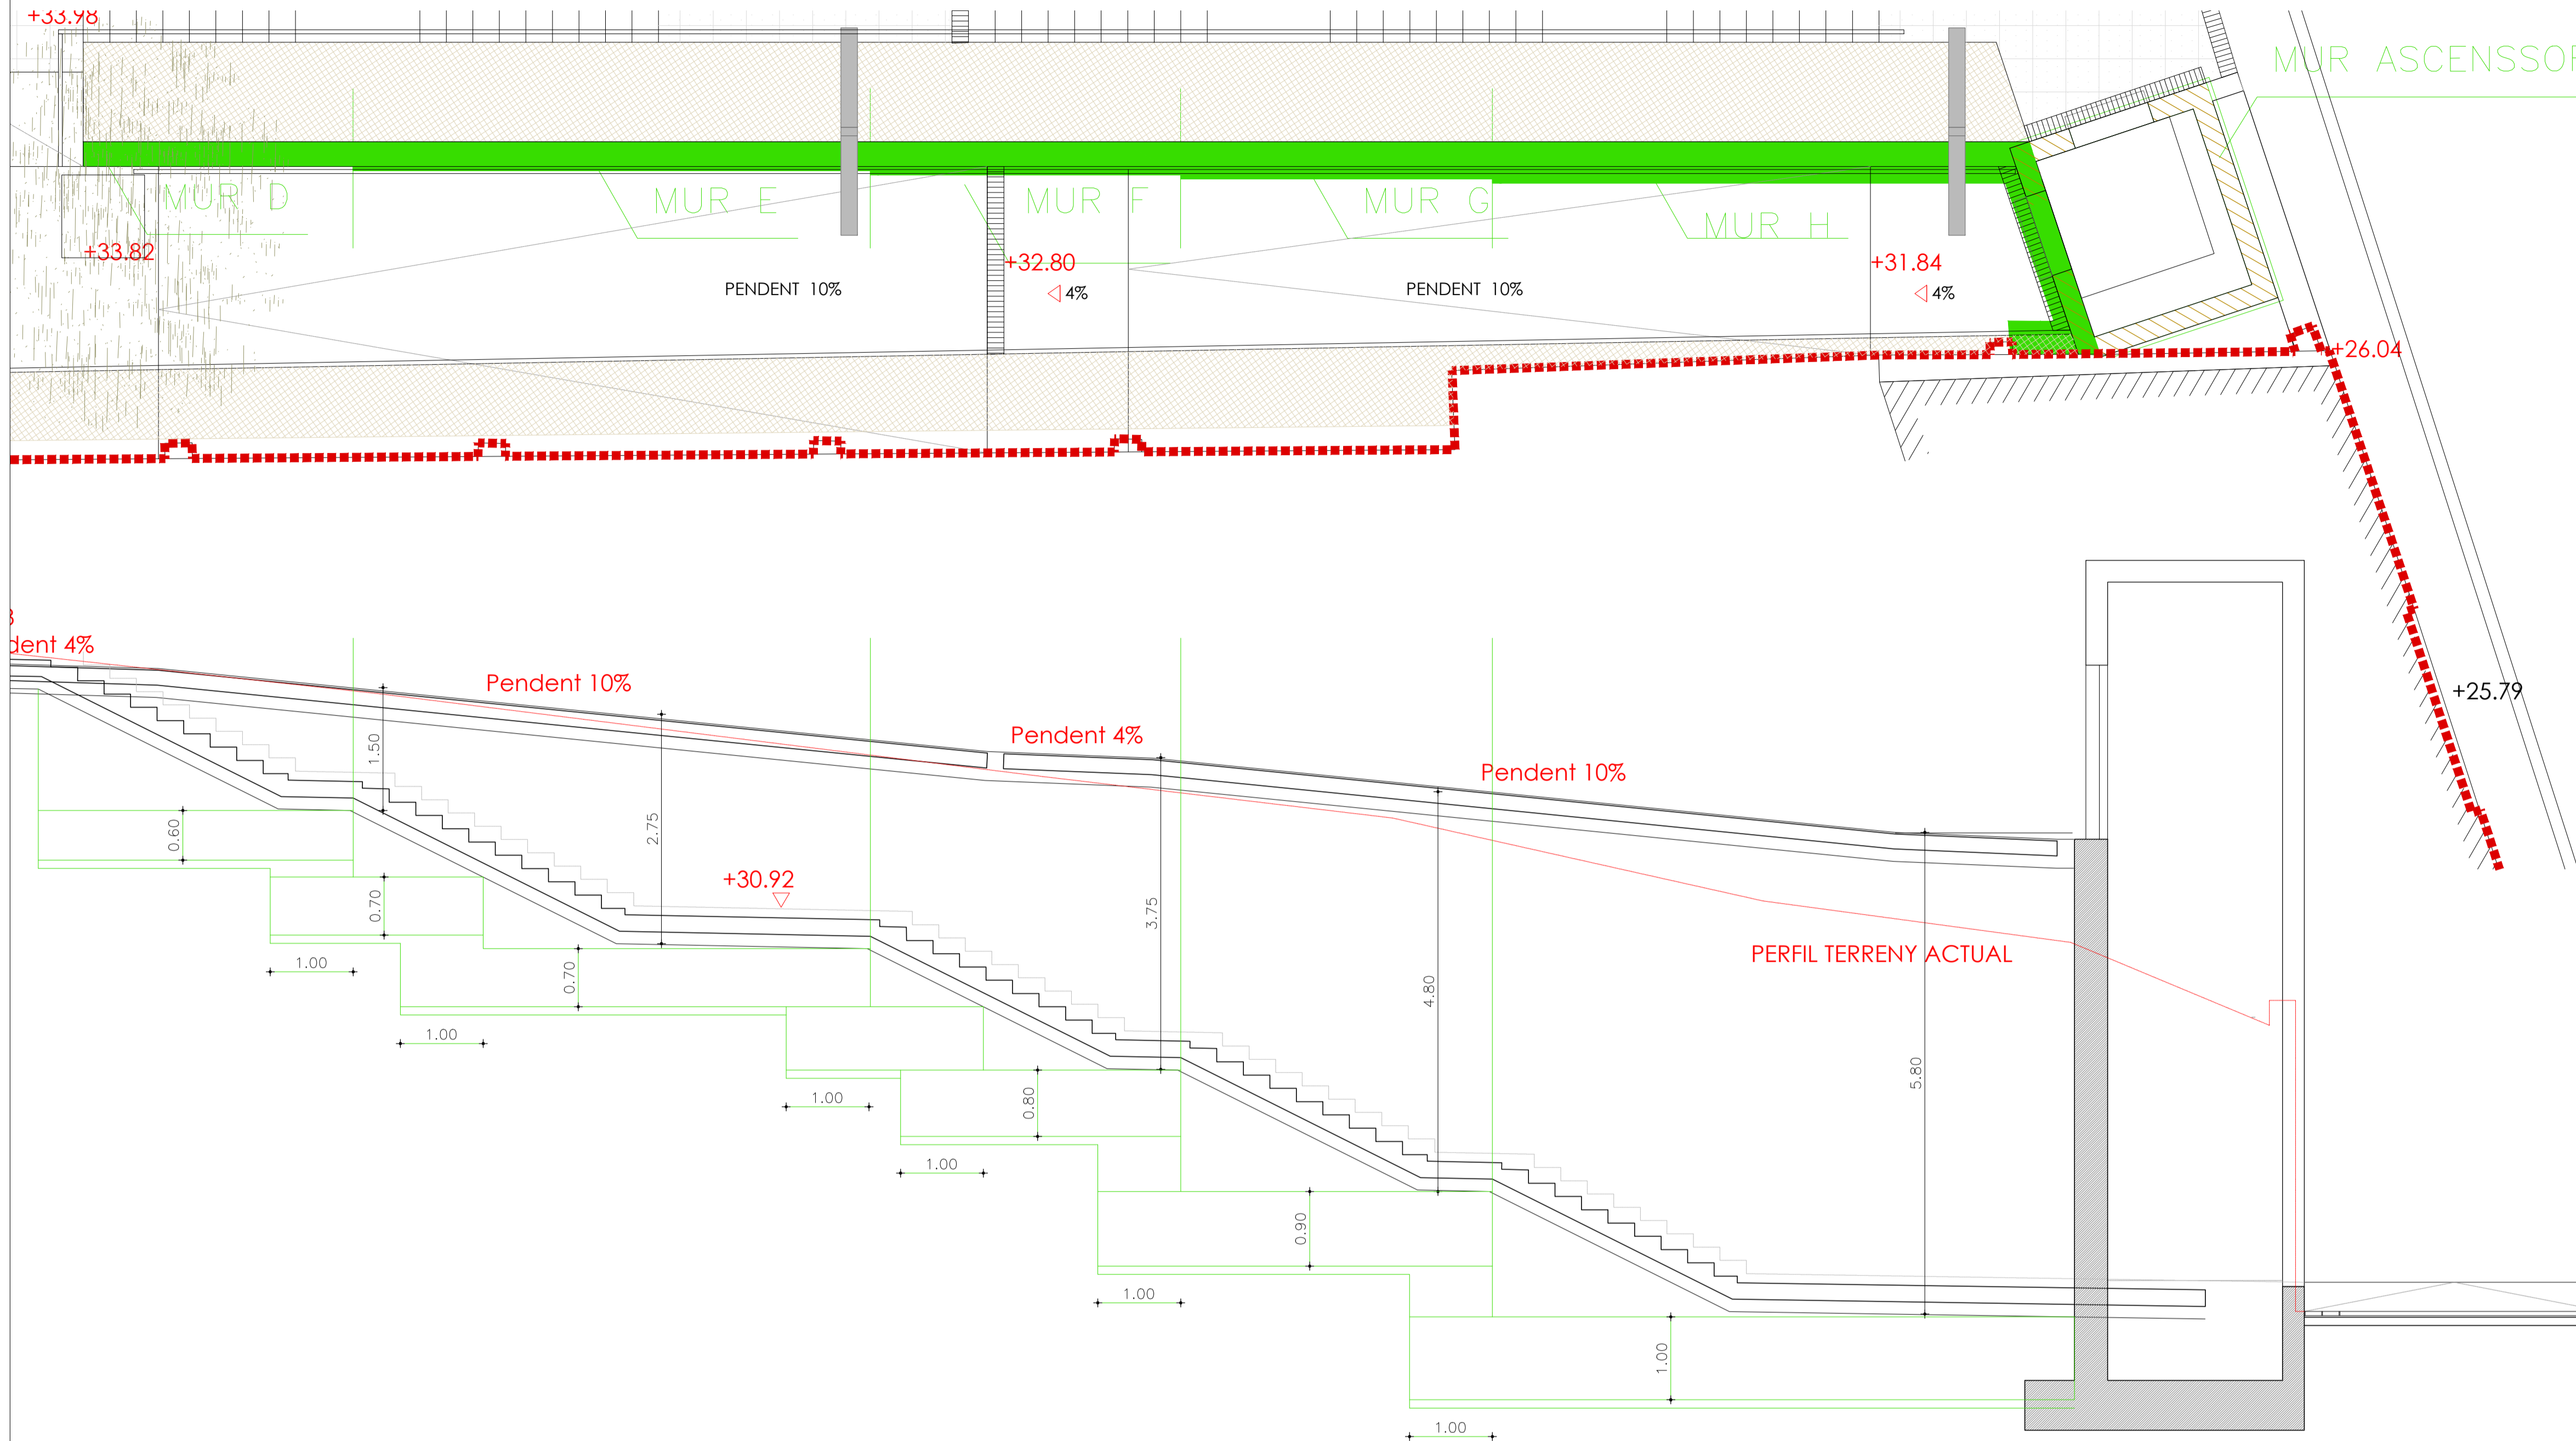 +33.98
MUR ASCENSSOR
MUR D
MUR E
MUR F
MUR G
MUR H
+33.82
+32.80
+31.84
4%
4%
PENDENT 10%
PENDENT 10%
+26.04
+25.79
dent 4%
Pendent 10%
Pendent 4%
Pendent 10%
1.50
2.75
0.60
+30.92
0.70
3.75
PERFIL TERRENY ACTUAL
1.00
0.70
4.80
1.00
5.80
1.00
0.80
1.00
0.90
1.00
1.00
1.00